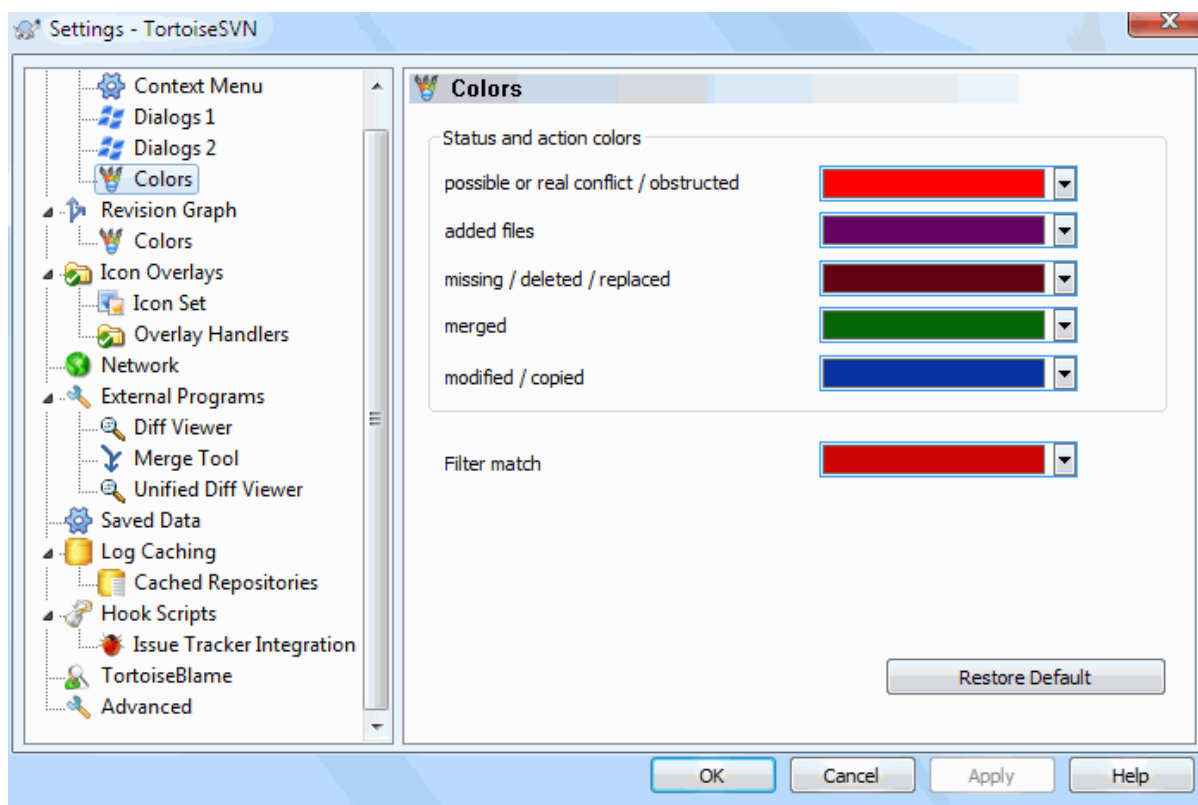 Settings - TortoiseSVN
Context Menu
Dialogs 1
Dialogs 2
Colors
Revision Graph
Colors
Icon Overlays
Icon Set
Overlay Handlers
Network
External Programs
Diff Viewer
Merge Tool
Unified Diff Viewer
Saved Data
Log Caching
Cached Repositories
Hook Scripts
Issue Tracker Integration
TortoiseBlame
Advanced
Colors
Status and action colors
possible or real conflict / obstructed
added files
missing / deleted / replaced
merged
modified / copied
Filter match
Restore Default
OK
Cancel
Apply
Help